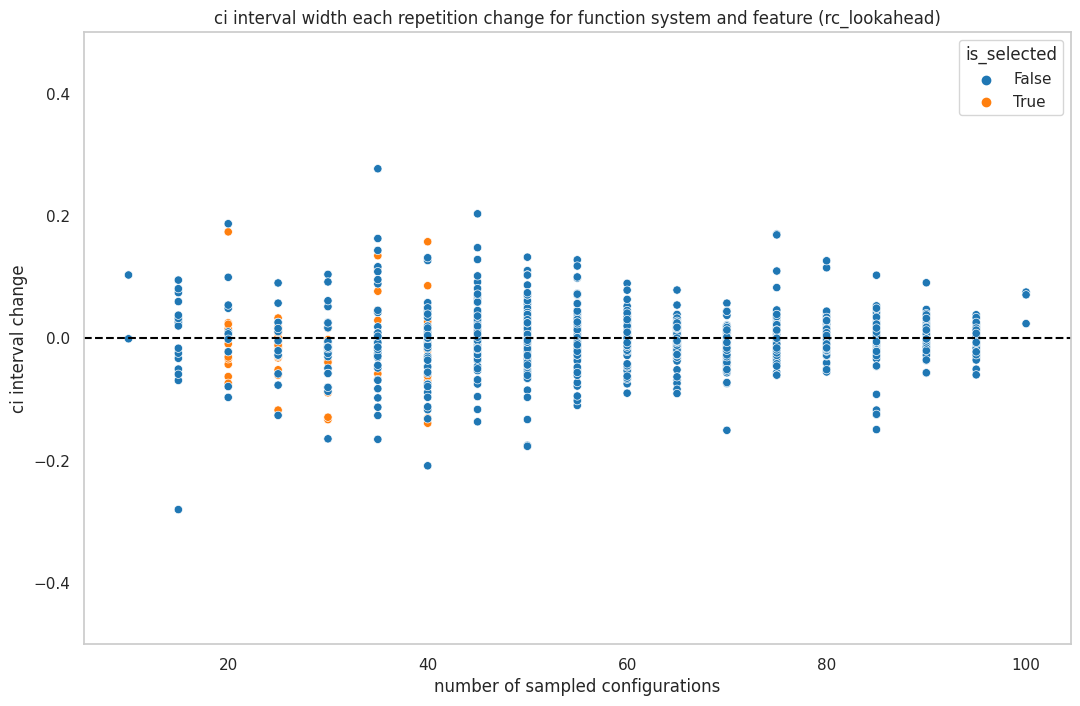 ci interval width each repetition change for function system and feature (rc_lookahead)
is_selected
False
True
ci interval change
0.4
0.2
0.0
−0.2
−0.4
20
40
60
80
100
number of sampled configurations